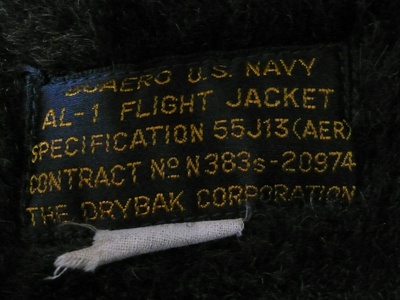 BUAERO U.S. NAVY
AL-1 FLIGHT JACKET
SPECIFICATION 55J13 (AER)
CONTRACT No N383s-20974
THE DRYBAK CORPORATION